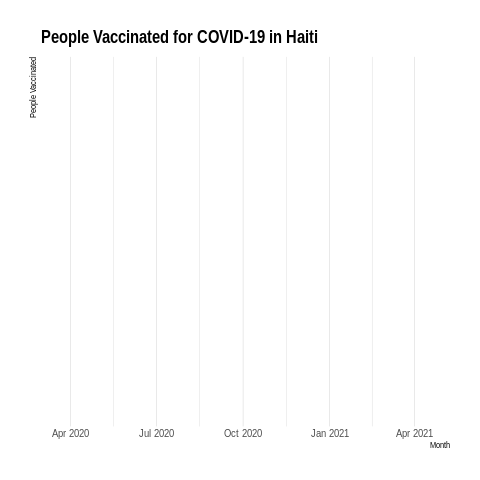 People Vaccinated for COVID-19 in Haiti
People Vaccinated
Apr 2020 Jul 2020 Oct 2020 Jan 2021 Apr 2021
Month